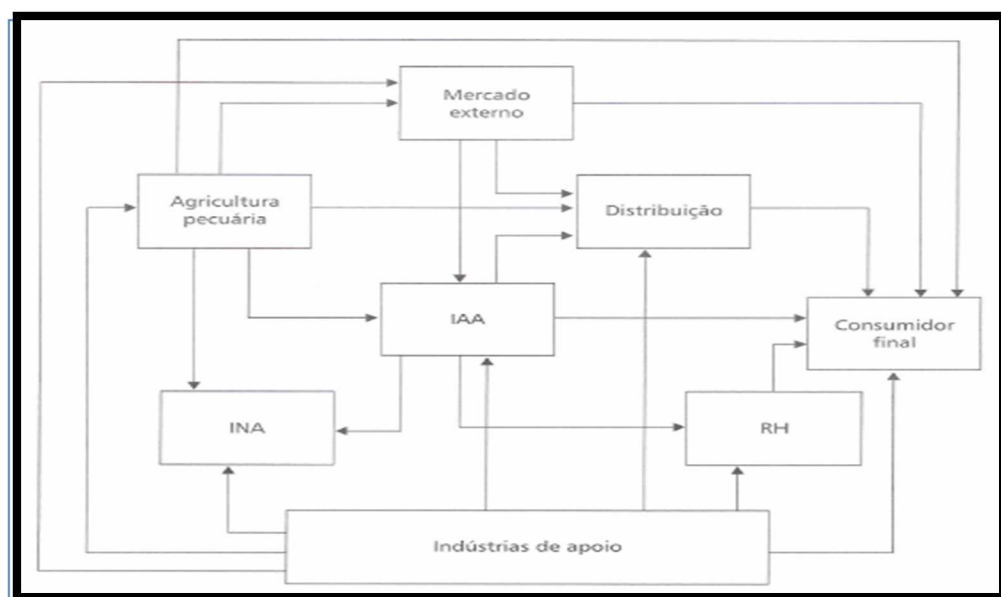 Mercado
externo
Agricultura
pecuária
Distribuição
IAA
Consumidor
final
INA
RH
Indústrias de apoio